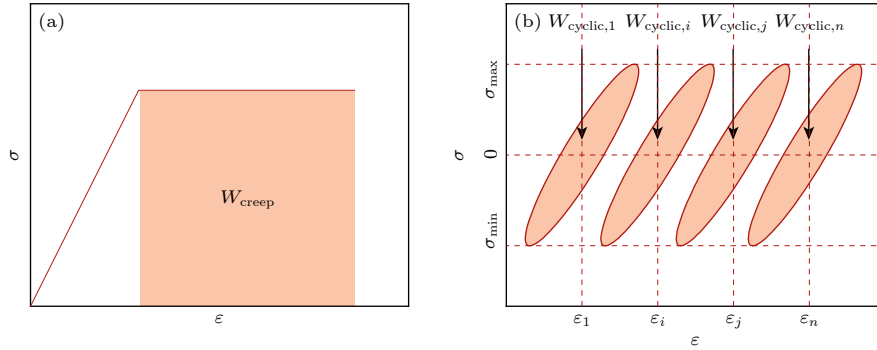 (a)
σ
W_creep
ε
(b) W_cyclic,1 W_cyclic,i W_cyclic,j W_cyclic,n
σ_max
0
σ_min
σ
ε_1 ε_i ε_j ε_n
ε